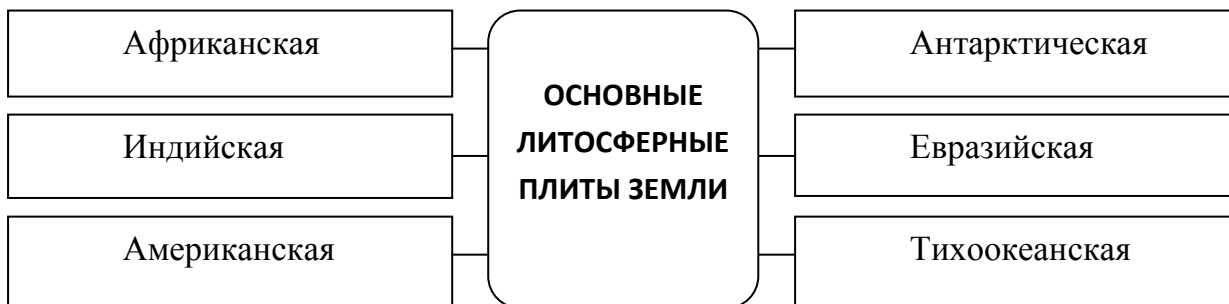 Африканская
Индийская
Американская
ОСНОВНЫЕ
ЛИТОСФЕРНЫЕ
ПЛИТЫ ЗЕМЛИ
Антарктическая
Евразийская
Тихоокеанская